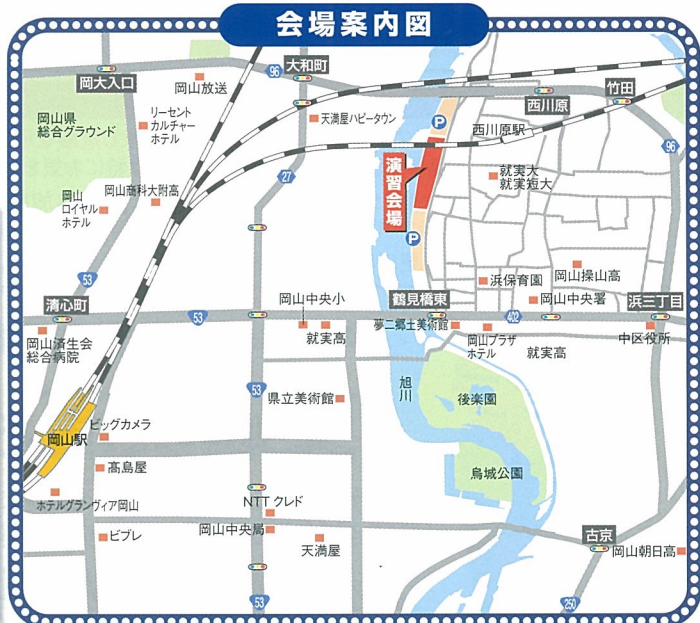 会場案内図
岡大入口
岡山放送
96
大和町
西川原
竹田
岡山県
総合グラウンド
リーセント
カルチャー
ホテル
天満屋ハピータウン
P
西川原駅
96
岡山商科大附高
27
演習会場
就実大
就実短大
岡山
ロイヤル
ホテル
P
53
清心町
53
岡山中央小
鶴見橋東
浜保育園
岡山操山高
岡山中央署
浜三丁目
岡山済生会
総合病院
就実高
夢二郷土美術館
402
岡山プラザ
ホテル
就実高
中区役所
53
県立美術館
旭川
後楽園
ビッグカメラ
岡山駅
髙島屋
烏城公園
ホテルグランヴィア岡山
NTTクレド
ビブレ
岡山中央局
天満屋
古京
岡山朝日高
53
250